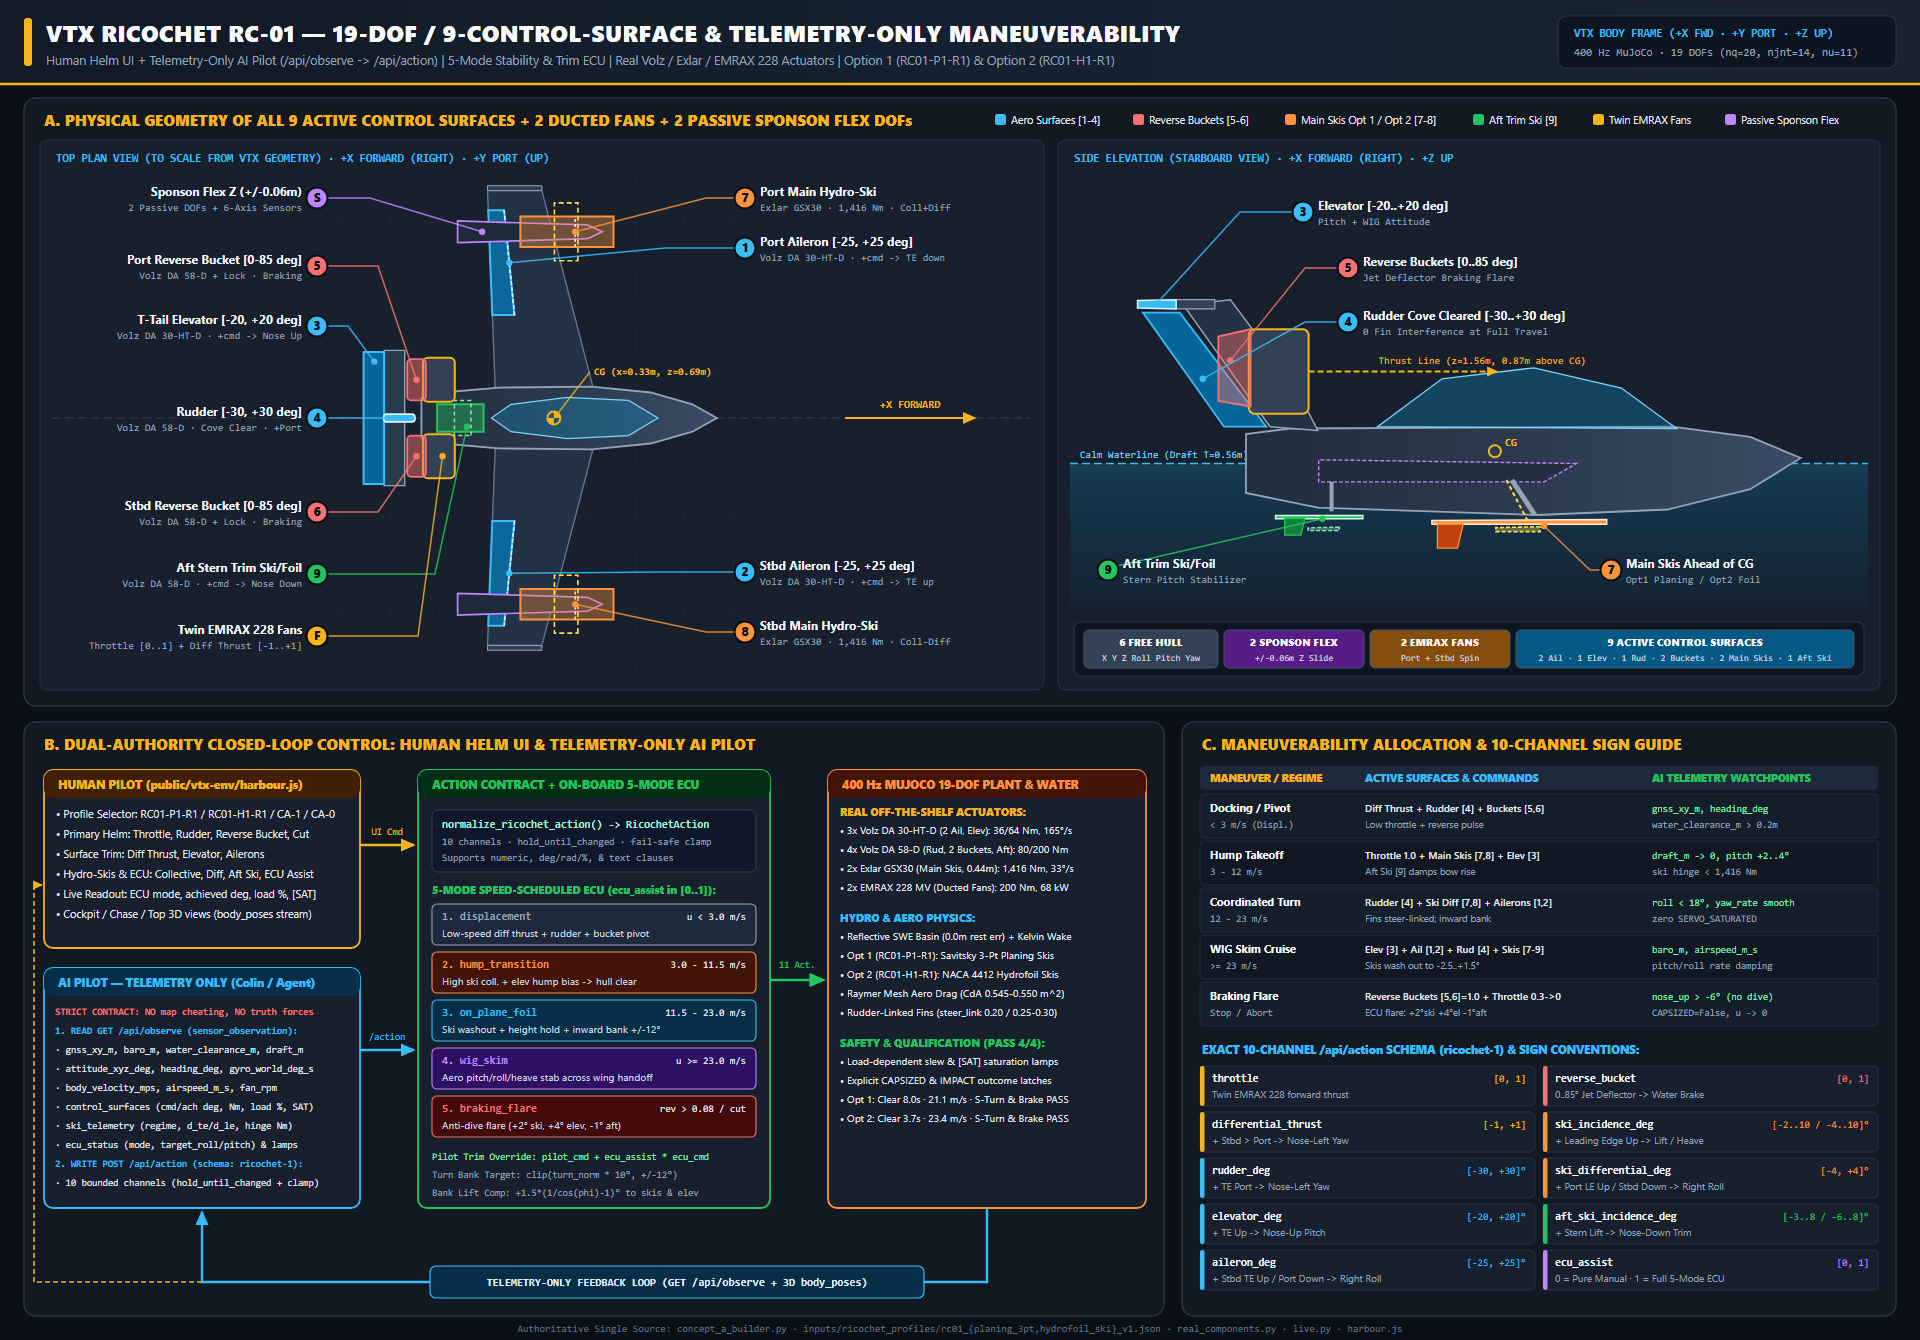 VTX RICOCHET RC-01 — 19-DOF / 9-CONTROL-SURFACE & TELEMETRY-ONLY MANEUVERABILITY
Human Helm UI + Telemetry-Only AI Pilot (/api/observe -> /api/action) | 5-Mode Stability & Trim ECU | Real Volz / Exlar / EMRAX 228 Actuators | Option 1 (RC01-P1-R1) & Option 2 (RC01-H1-R1)
VTX BODY FRAME (+X FWD · +Y PORT · +Z UP)
400 Hz MuJoCo · 19 DOFs (nq=20, njnt=14, nu=11)
A. PHYSICAL GEOMETRY OF ALL 9 ACTIVE CONTROL SURFACES + 2 DUCTED FANS + 2 PASSIVE SPONSON FLEX DOFs
Aero Surfaces [1-4]
Reverse Buckets [5-6]
Main Skis Opt 1 / Opt 2 [7-8]
Aft Trim Ski [9]
Twin EMRAX Fans
Passive Sponson Flex
TOP PLAN VIEW (TO SCALE FROM VTX GEOMETRY) · +X FORWARD (RIGHT) · +Y PORT (UP)
Sponson Flex Z (+/-0.06m)
2 Passive DOFs + 6-Axis Sensors
S
Port Reverse Bucket [0-85 deg]
Volz DA 58-D + Lock · Braking
5
T-Tail Elevator [-20, +20 deg]
Volz DA 30-HT-D · +cmd -> Nose Up
3
Rudder [-30, +30 deg]
Volz DA 58-D · Cove Clear · +Port
4
Stbd Reverse Bucket [0-85 deg]
Volz DA 58-D + Lock · Braking
6
Aft Stern Trim Ski/Foil
Volz DA 58-D · +cmd -> Nose Down
9
Twin EMRAX 228 Fans
Throttle [0..1] + Diff Thrust [-1..+1]
F
7
Port Main Hydro-Ski
Exlar GSX30 · 1,416 Nm · Coll+Diff
1
Port Aileron [-25, +25 deg]
Volz DA 30-HT-D · +cmd -> TE down
CG (x=0.33m, z=0.69m)
+X FORWARD
2
Stbd Aileron [-25, +25 deg]
Volz DA 30-HT-D · +cmd -> TE up
8
Stbd Main Hydro-Ski
Exlar GSX30 · 1,416 Nm · Coll-Diff
SIDE ELEVATION (STARBOARD VIEW) · +X FORWARD (RIGHT) · +Z UP
3
Elevator [-20..+20 deg]
Pitch + WIG Attitude
5
Reverse Buckets [0..85 deg]
Jet Deflector Braking Flare
4
Rudder Cove Cleared [-30..+30 deg]
0 Fin Interference at Full Travel
Thrust Line (z=1.56m, 0.87m above CG)
CG
Calm Waterline (Draft T=0.56m)
9
Aft Trim Ski/Foil
Stern Pitch Stabilizer
7
Main Skis Ahead of CG
Opt1 Planing / Opt2 Foil
6 FREE HULL
X Y Z Roll Pitch Yaw
2 SPONSON FLEX
+/-0.06m Z Slide
2 EMRAX FANS
Port + Stbd Spin
9 ACTIVE CONTROL SURFACES
2 Ail · 1 Elev · 1 Rud · 2 Buckets · 2 Main Skis · 1 Aft Ski
B. DUAL-AUTHORITY CLOSED-LOOP CONTROL: HUMAN HELM UI & TELEMETRY-ONLY AI PILOT
HUMAN PILOT (public/vtx-env/harbour.js)
• Profile Selector: RC01-P1-R1 / RC01-H1-R1 / CA-1 / CA-0
• Primary Helm: Throttle, Rudder, Reverse Bucket, Cut
• Surface Trim: Diff Thrust, Elevator, Ailerons
• Hydro-Skis & ECU: Collective, Diff, Aft Ski, ECU Assist
• Live Readout: ECU mode, achieved deg, load %, [SAT]
• Cockpit / Chase / Top 3D views (body_poses stream)
UI Cmd
AI PILOT — TELEMETRY ONLY (Colin / Agent)
STRICT CONTRACT: NO map cheating, NO truth forces
1. READ GET /api/observe (sensor_observation):
· gnss_xy_m, baro_m, water_clearance_m, draft_m
· attitude_xyz_deg, heading_deg, gyro_world_deg_s
· body_velocity_mps, airspeed_m_s, fan_rpm
· control_surfaces (cmd/ach deg, Nm, load %, SAT)
· ski_telemetry (regime, d_te/d_le, hinge Nm)
· ecu_status (mode, target_roll/pitch) & lamps
2. WRITE POST /api/action (schema: ricochet-1):
· 10 bounded channels (hold_until_changed + clamp)
/action
ACTION CONTRACT + ON-BOARD 5-MODE ECU
normalize_ricochet_action() -> RicochetAction
10 channels · hold_until_changed · fail-safe clamp
Supports numeric, deg/rad/%, & text clauses
5-MODE SPEED-SCHEDULED ECU (ecu_assist in [0..1]):
1. displacement u < 3.0 m/s
Low-speed diff thrust + rudder + bucket pivot
2. hump_transition 3.0 - 11.5 m/s
High ski coll. + elev hump bias -> hull clear
3. on_plane_foil 11.5 - 23.0 m/s
Ski washout + height hold + inward bank +/-12°
4. wig_skim u >= 23.0 m/s
Aero pitch/roll/heave stab across wing handoff
5. braking_flare rev > 0.08 / cut
Anti-dive flare (+2° ski, +4° elev, -1° aft)
Pilot Trim Override: pilot_cmd + ecu_assist * ecu_cmd
Turn Bank Target: clip(turn_norm * 10°, +/-12°)
Bank Lift Comp: +1.5*(1/cos(phi)-1)° to skis & elev
11 Act.
400 Hz MUJOCO 19-DOF PLANT & WATER
REAL OFF-THE-SHELF ACTUATORS:
• 3x Volz DA 30-HT-D (2 Ail, Elev): 36/64 Nm, 165°/s
• 4x Volz DA 58-D (Rud, 2 Buckets, Aft): 80/200 Nm
• 2x Exlar GSX30 (Main Skis, 0.44m): 1,416 Nm, 33°/s
• 2x EMRAX 228 MV (Ducted Fans): 200 Nm, 68 kW
HYDRO & AERO PHYSICS:
• Reflective SWE Basin (0.0m rest err) + Kelvin Wake
• Opt 1 (RC01-P1-R1): Savitsky 3-Pt Planing Skis
• Opt 2 (RC01-H1-R1): NACA 4412 Hydrofoil Skis
• Raymer Mesh Aero Drag (CdA 0.545-0.550 m^2)
• Rudder-Linked Fins (steer_link 0.20 / 0.25-0.30)
SAFETY & QUALIFICATION (PASS 4/4):
• Load-dependent slew & [SAT] saturation lamps
• Explicit CAPSIZED & IMPACT outcome latches
• Opt 1: Clear 8.0s · 21.1 m/s · S-Turn & Brake PASS
• Opt 2: Clear 3.7s · 23.4 m/s · S-Turn & Brake PASS
TELEMETRY-ONLY FEEDBACK LOOP (GET /api/observe + 3D body_poses)
C. MANEUVERABILITY ALLOCATION & 10-CHANNEL SIGN GUIDE
MANEUVER / REGIME ACTIVE SURFACES & COMMANDS AI TELEMETRY WATCHPOINTS
Docking / Pivot Diff Thrust + Rudder [4] + Buckets [5,6] gnss_xy_m, heading_deg
< 3 m/s (Displ.) Low throttle + reverse pulse water_clearance_m > 0.2m
Hump Takeoff Throttle 1.0 + Main Skis [7,8] + Elev [3] draft_m -> 0, pitch +2..4°
3 - 12 m/s Aft Ski [9] damps bow rise ski hinge < 1,416 Nm
Coordinated Turn Rudder [4] + Ski Diff [7,8] + Ailerons [1,2] roll < 18°, yaw_rate smooth
12 - 23 m/s Fins steer-linked; inward bank zero SERVO_SATURATED
WIG Skim Cruise Elev [3] + Ail [1,2] + Rud [4] + Skis [7-9] baro_m, airspeed_m_s
>= 23 m/s Skis wash out to -2.5..+1.5° pitch/roll rate damping
Braking Flare Reverse Buckets [5,6]=1.0 + Throttle 0.3->0 nose_up > -6° (no dive)
Stop / Abort ECU flare: +2°ski +4°el -1°aft CAPSIZED=False, u -> 0
EXACT 10-CHANNEL /api/action SCHEMA (ricochet-1) & SIGN CONVENTIONS:
throttle [0, 1]
Twin EMRAX 228 forward thrust
reverse_bucket [0, 1]
0..85° Jet Deflector -> Water Brake
differential_thrust [-1, +1]
+ Stbd > Port -> Nose-Left Yaw
ski_incidence_deg [-2..10 / -4..10]°
+ Leading Edge Up -> Lift / Heave
rudder_deg [-30, +30]°
+ TE Port -> Nose-Left Yaw
ski_differential_deg [-4, +4]°
+ Port LE Up / Stbd Down -> Right Roll
elevator_deg [-20, +20]°
+ TE Up -> Nose-Up Pitch
aft_ski_incidence_deg [-3..8 / -6..8]°
+ Stern Lift -> Nose-Down Trim
aileron_deg [-25, +25]°
+ Stbd TE Up / Port Down -> Right Roll
ecu_assist [0, 1]
0 = Pure Manual · 1 = Full 5-Mode ECU
Authoritative Single Source: concept_a_builder.py · inputs/ricochet_profiles/rc01_{planing_3pt,hydrofoil_ski}_v1.json · real_components.py · live.py · harbour.js